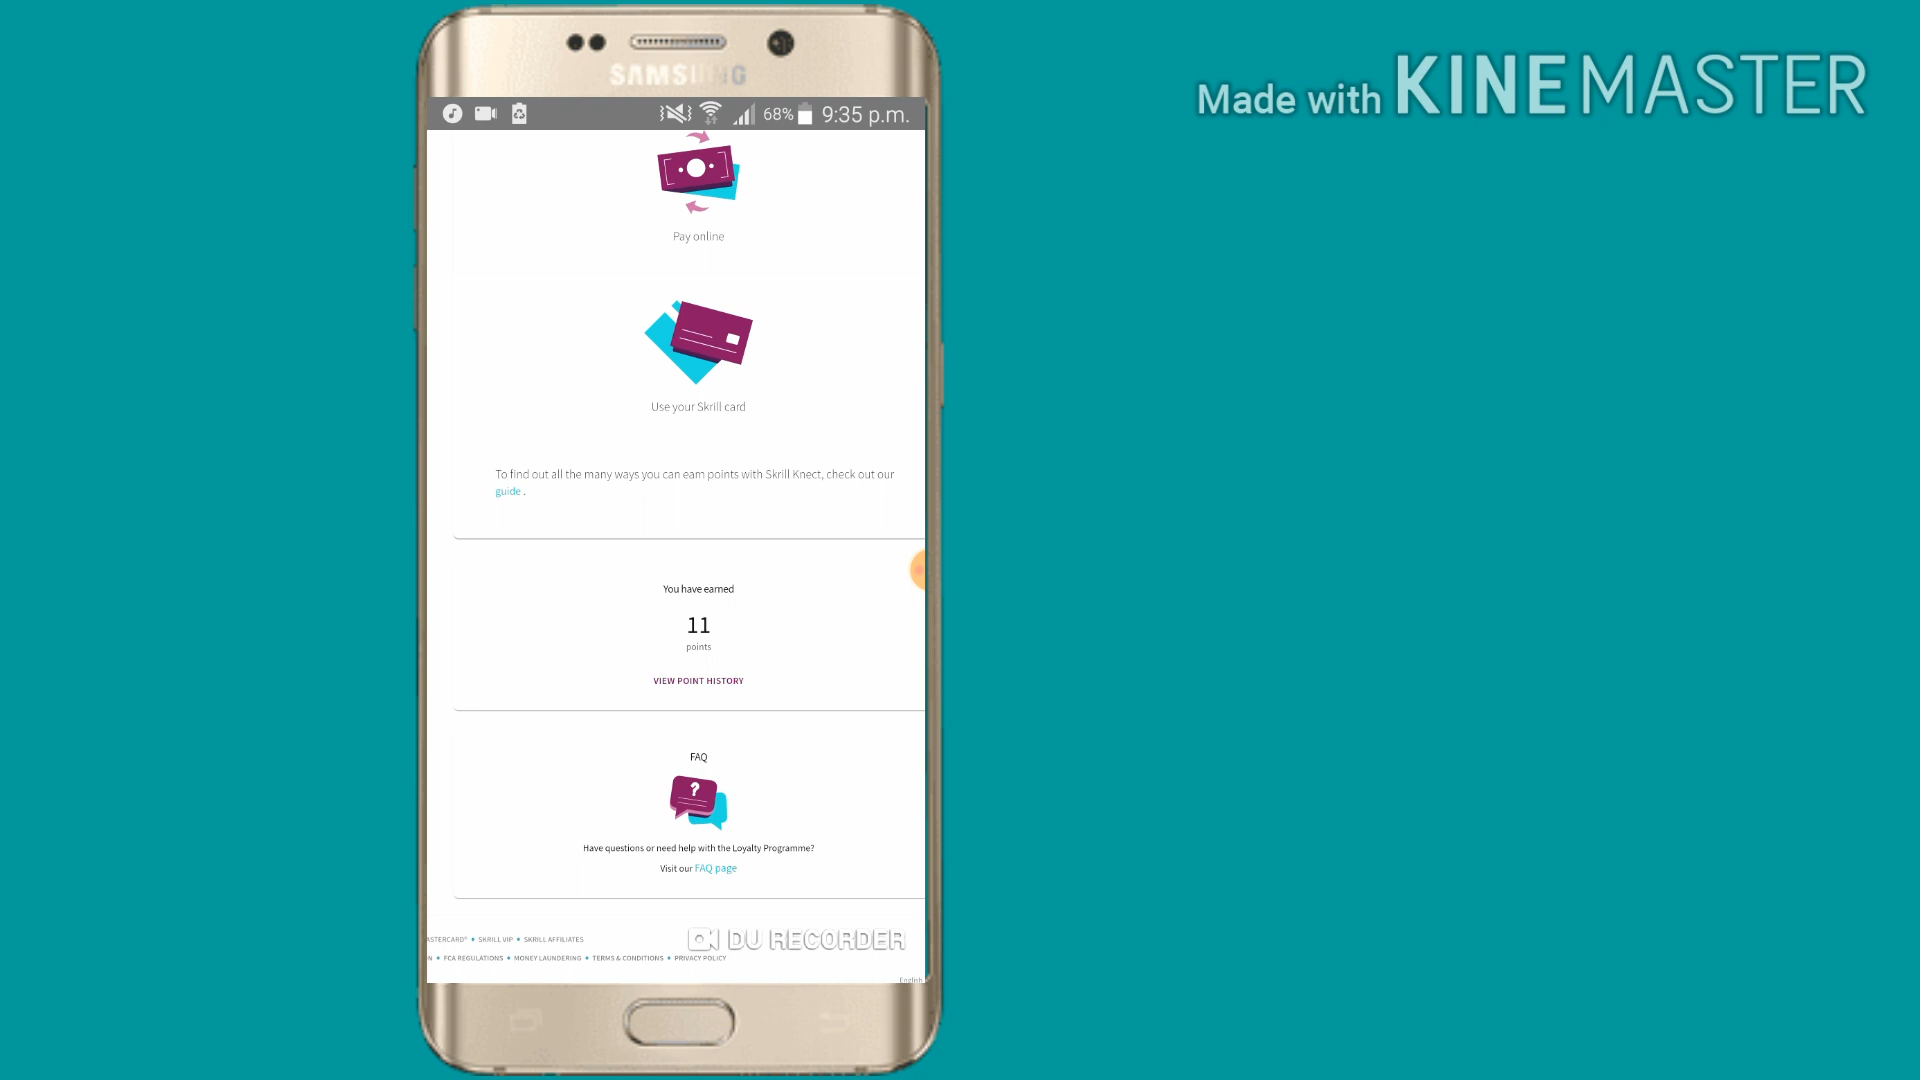 Made with KINEMASTER
SAMSUNG
68% 9:35 p.m.
Pay online
Use your Skrill card
To find out all the many ways you can earn points with Skrill Knect, check out our
guide .
You have earned
11
points
VIEW POINT HISTORY
FAQ
?
Have questions or need help with the Loyalty Programme?
Visit our FAQ page
DU RECORDER
ASTERCARD® • SKRILL VIP • SKRILL AFFILIATES
N • FCA REGULATIONS • MONEY LAUNDERING • TERMS & CONDITIONS • PRIVACY POLICY